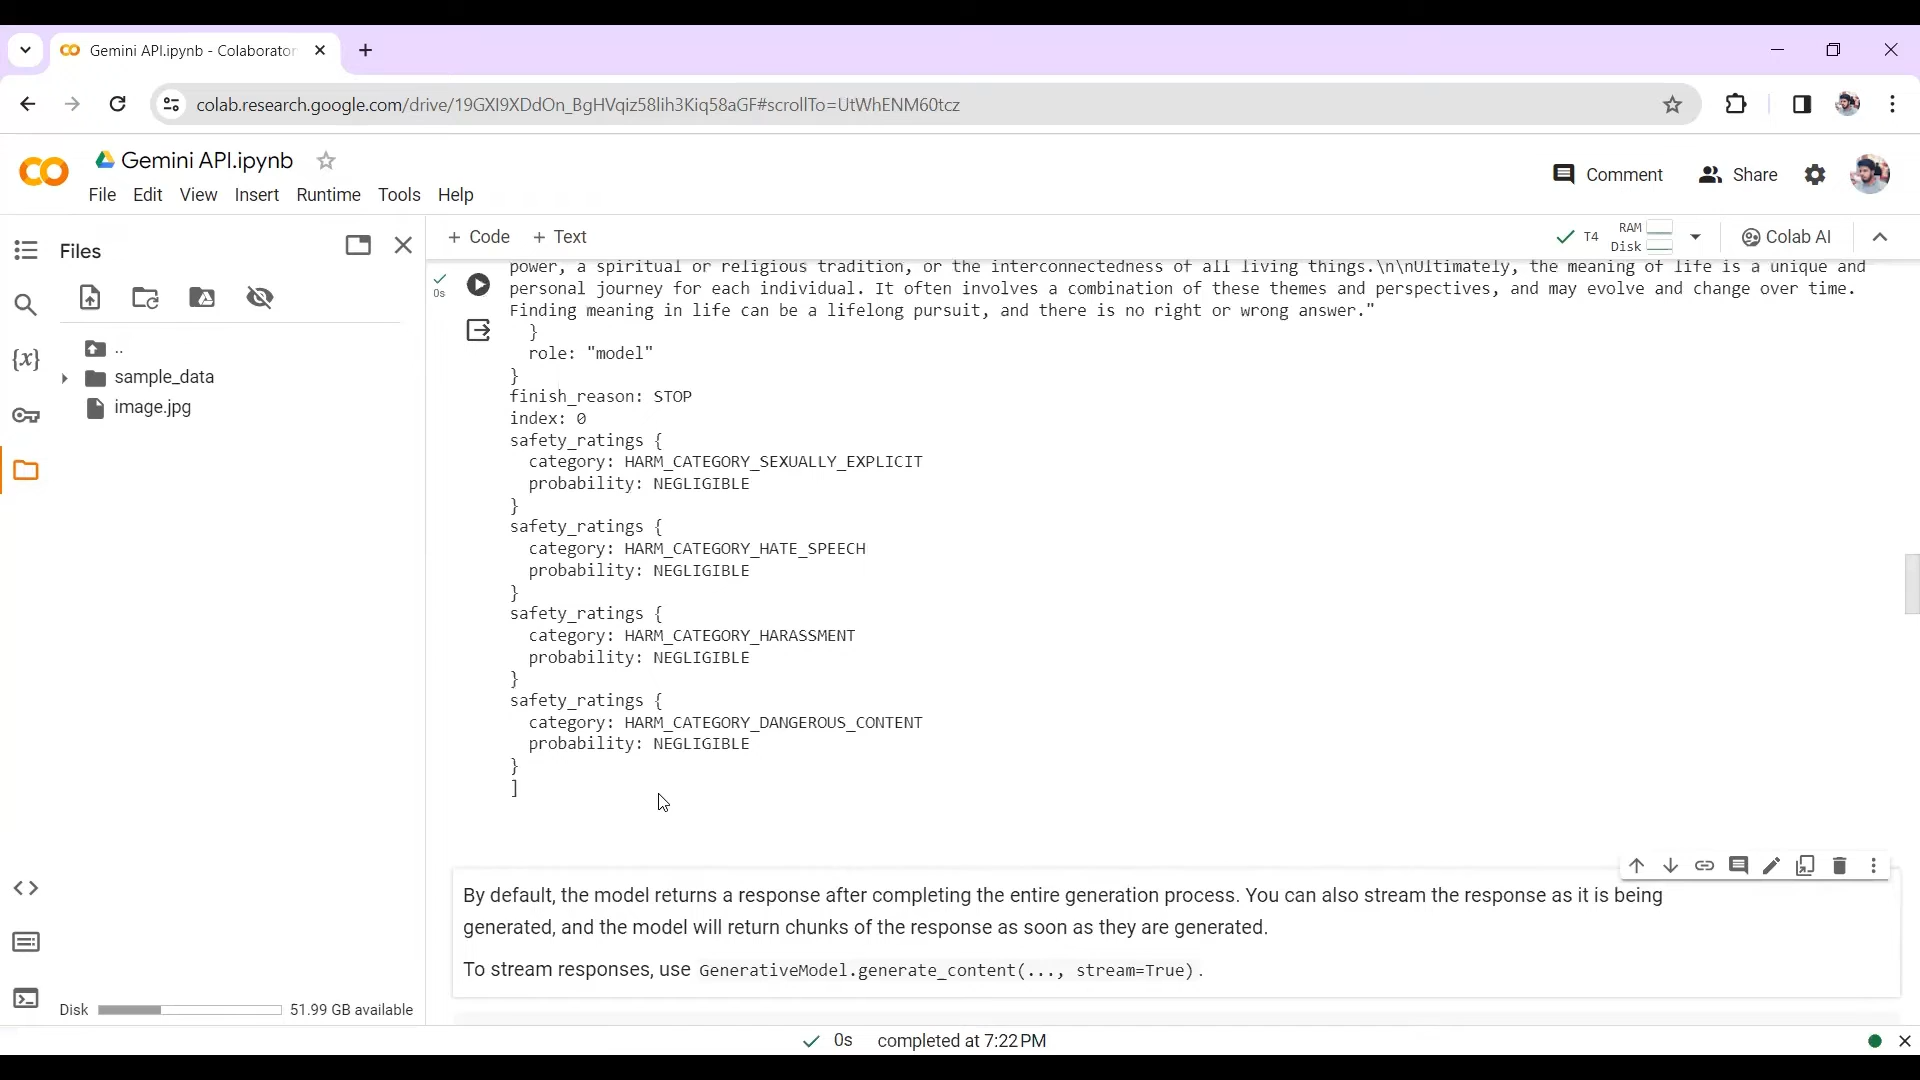 Gemini API.ipynb - Colaborator
colab.research.google.com/drive/19GXI9XDdOn_BgHVqiz58lih3Kiq58aGF#scrollTo=UtWhENM60tcz
Gemini API.ipynb
File Edit View Insert Runtime Tools Help
Comment
Share
Files
+ Code + Text
T4
RAM
Disk
Colab AI
..
sample_data
image.jpg
{x}
0s
power, a spiritual or religious tradition, or the interconnectedness of all living things.\n\nUltimately, the meaning of life is a unique and
personal journey for each individual. It often involves a combination of these themes and perspectives, and may evolve and change over time.
Finding meaning in life can be a lifelong pursuit, and there is no right or wrong answer."
}
role: "model"
}
finish_reason: STOP
index: 0
safety_ratings {
category: HARM_CATEGORY_SEXUALLY_EXPLICIT
probability: NEGLIGIBLE
}
safety_ratings {
category: HARM_CATEGORY_HATE_SPEECH
probability: NEGLIGIBLE
}
safety_ratings {
category: HARM_CATEGORY_HARASSMENT
probability: NEGLIGIBLE
}
safety_ratings {
category: HARM_CATEGORY_DANGEROUS_CONTENT
probability: NEGLIGIBLE
}
]
By default, the model returns a response after completing the entire generation process. You can also stream the response as it is being
generated, and the model will return chunks of the response as soon as they are generated.
To stream responses, use GenerativeModel.generate_content(..., stream=True).
Disk 51.99 GB available
0s completed at 7:22 PM